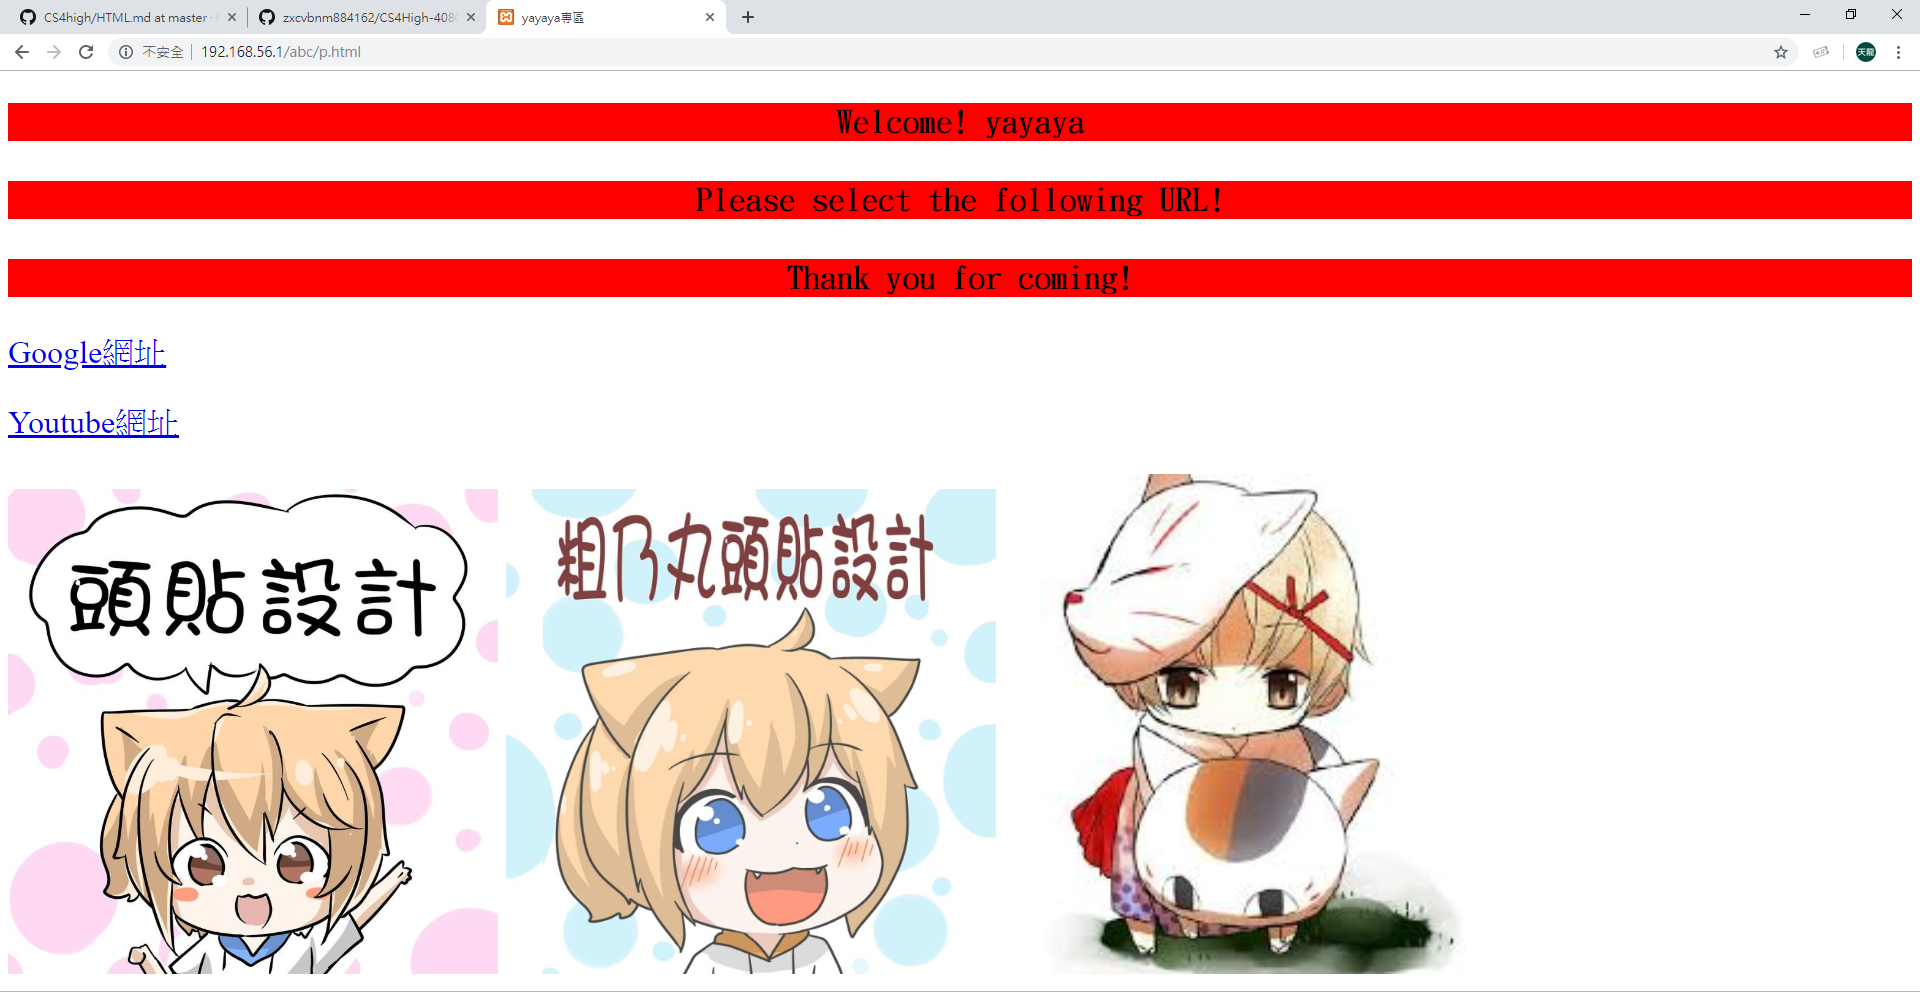 CS4high/HTML.md at master ·
zxcvbnm884162/CS4High-408
yayaya專區
不安全
192.168.56.1/abc/p.html
天龍
Welcome! yayaya
Please select the following URL!
Thank you for coming!
Google網址
Youtube網址
頭貼設計
粗乃丸頭貼設計